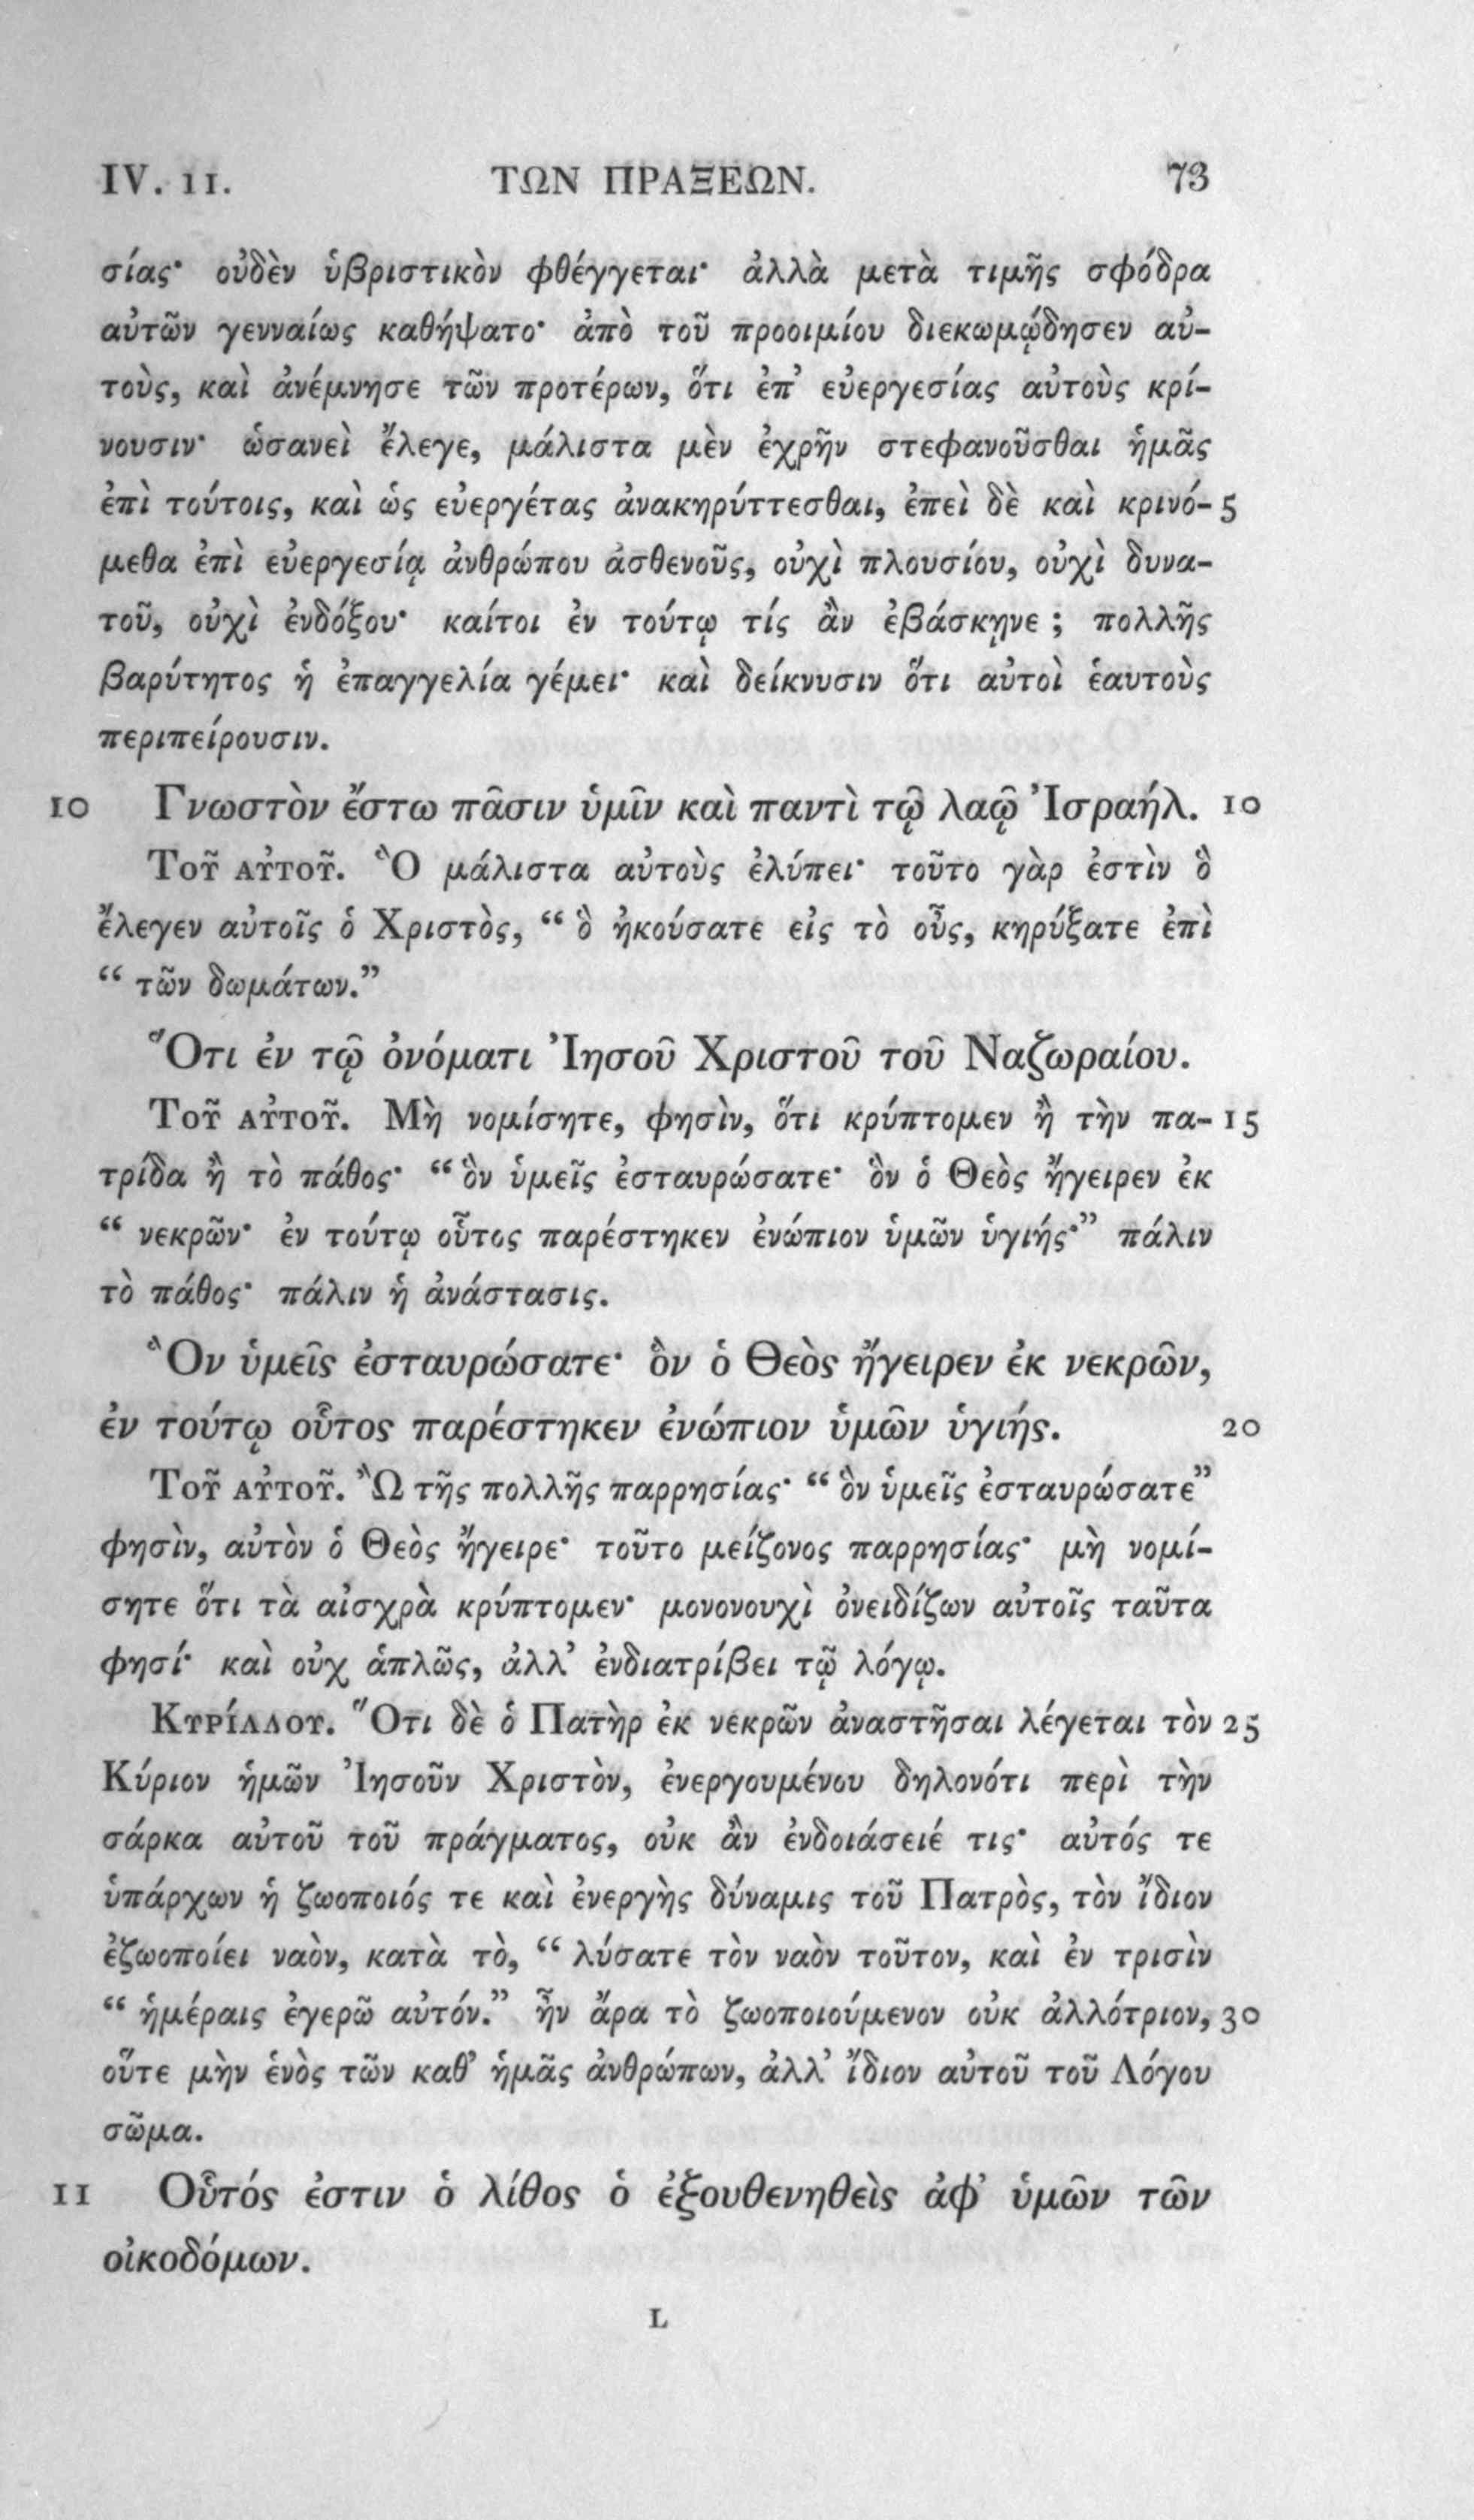 IV. 11. ΤΩΝ ΠΡΑΞΕΩΝ. 73
σίας· οὐδὲν ὑβριστικὸν φθέγγεται· ἀλλὰ μετὰ τιμῆς σφόδρα
αὐτῶν γενναίως καθήψατο· ἀπὸ τοῦ προοιμίου διεκωμῴδησεν αὐ-
τοὺς, καὶ ἀνέμνησε τῶν προτέρων, ὅτι ἐπ’ εὐεργεσίας αὐτοὺς κρί-
νουσιν· ὡσανεὶ ἔλεγε, μάλιστα μὲν ἐχρῆν στεφανοῦσθαι ἡμᾶς
ἐπὶ τούτοις, καὶ ὡς εὐεργέτας ἀνακηρύττεσθαι, ἐπεὶ δὲ καὶ κρινό- 5
μεθα ἐπὶ εὐεργεσίᾳ ἀνθρώπου ἀσθενοῦς, οὐχὶ πλουσίου, οὐχὶ δυνα-
τοῦ, οὐχὶ ἐνδόξου· καίτοι ἐν τούτῳ τίς ἂν ἐβάσκῃνε ; πολλῆς
βαρύτητος ἡ ἐπαγγελία γέμει· καὶ δείκνυσιν ὅτι αὐτοὶ ἑαυτοὺς
περιπείρουσιν.
10 Γνωστὸν ἔστω πᾶσιν ὑμῖν καὶ παντὶ τῷ λαῷ Ἰσραήλ. 10
Τοῦ αὐτοῦ. Ὃ μάλιστα αὐτοὺς ἐλύπει· τοῦτο γὰρ ἐστὶν ὃ
ἔλεγεν αὐτοῖς ὁ Χριστὸς, “ ὃ ἠκούσατε εἰς τὸ οὖς, κηρύξατε ἐπὶ
“ τῶν δωμάτων.”
Ὅτι ἐν τῷ ὀνόματι Ἰησοῦ Χριστοῦ τοῦ Ναζωραίου.
Τοῦ αὐτοῦ. Μὴ νομίσητε, φησὶν, ὅτι κρύπτομεν ἢ τὴν πα- 15
τρίδα ἢ τὸ πάθος· “ ὃν ὑμεῖς ἐσταυρώσατε· ὃν ὁ Θεὸς ἤγειρεν ἐκ
“ νεκρῶν· ἐν τούτῳ οὗτος παρέστηκεν ἐνώπιον ὑμῶν ὑγιής·” πάλιν
τὸ πάθος· πάλιν ἡ ἀνάστασις.
Ὃν ὑμεῖς ἐσταυρώσατε· ὃν ὁ Θεὸς ἤγειρεν ἐκ νεκρῶν,
ἐν τούτῳ οὗτος παρέστηκεν ἐνώπιον ὑμῶν ὑγιής. 20
Τοῦ αὐτοῦ. Ὢ τῆς πολλῆς παρρησίας· “ ὃν ὑμεῖς ἐσταυρώσατε”
φησὶν, αὐτὸν ὁ Θεὸς ἤγειρε· τοῦτο μείζονος παρρησίας· μὴ νομί-
σητε ὅτι τὰ αἰσχρὰ κρύπτομεν· μονονουχὶ ὀνειδίζων αὐτοῖς ταῦτα
φησί· καὶ οὐχ ἁπλῶς, ἀλλ’ ἐνδιατρίβει τῷ λόγῳ.
Κυρίλλου. Ὅτι δὲ ὁ Πατὴρ ἐκ νεκρῶν ἀναστῆσαι λέγεται τὸν 25
Κύριον ἡμῶν Ἰησοῦν Χριστὸν, ἐνεργουμένου δηλονότι περὶ τὴν
σάρκα αὐτοῦ τοῦ πράγματος, οὐκ ἂν ἐνδοιάσειέ τις· αὐτός τε
ὑπάρχων ἡ ζωοποιός τε καὶ ἐνεργὴς δύναμις τοῦ Πατρὸς, τὸν ἴδιον
ἐζωοποίει ναὸν, κατὰ τὸ, “ λύσατε τὸν ναὸν τοῦτον, καὶ ἐν τρισὶν
“ ἡμέραις ἐγερῶ αὐτόν.” ἦν ἄρα τὸ ζωοποιούμενον οὐκ ἀλλότριον, 30
οὔτε μὴν ἑνὸς τῶν καθ’ ἡμᾶς ἀνθρώπων, ἀλλ’ ἴδιον αὐτοῦ τοῦ Λόγου
σῶμα.
11 Οὗτός ἐστιν ὁ λίθος ὁ ἐξουθενηθεὶς ἀφ’ ὑμῶν τῶν
οἰκοδόμων.
L